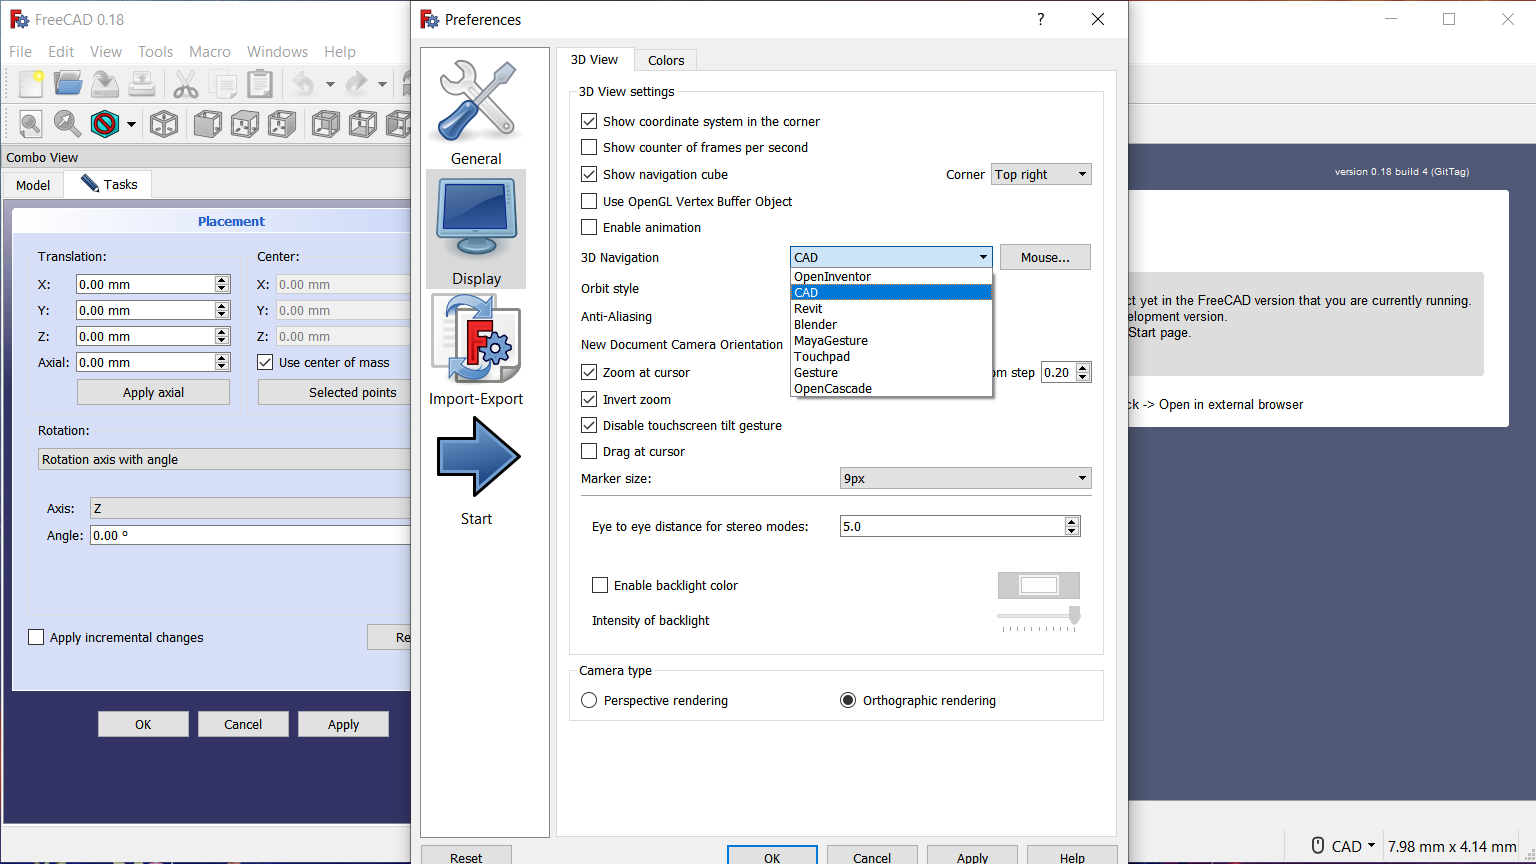 FreeCAD 0.18
File Edit View Tools Macro Windows Help
Combo View
Model Tasks
Placement
Translation:
X: 0.00 mm
Y: 0.00 mm
Z: 0.00 mm
Axial: 0.00 mm
Apply axial
Center:
X: 0.00 mm
Y: 0.00 mm
Z: 0.00 mm
Use center of mass
Selected points
Rotation:
Rotation axis with angle
Axis: Z
Angle: 0.00 °
Apply incremental changes
Re
OK Cancel Apply
Preferences
?
General
Display
Import-Export
Start
3D View Colors
3D View settings
Show coordinate system in the corner
Show counter of frames per second
Show navigation cube Corner Top right
Use OpenGL Vertex Buffer Object
Enable animation
3D Navigation CAD Mouse...
OpenInventor
CAD
Revit
Blender
MayaGesture
Touchpad
Gesture
OpenCascade
Orbit style
Anti-Aliasing
New Document Camera Orientation
Zoom at cursor om step 0.20
Invert zoom
Disable touchscreen tilt gesture
Drag at cursor
Marker size: 9px
Eye to eye distance for stereo modes: 5.0
Enable backlight color
Intensity of backlight
Camera type
Perspective rendering Orthographic rendering
Reset OK Cancel Apply Help
version 0.18 build 4 (GitTag)
ct yet in the FreeCAD version that you are currently running.
elopment version.
Start page.
ck -> Open in external browser
CAD 7.98 mm x 4.14 mm